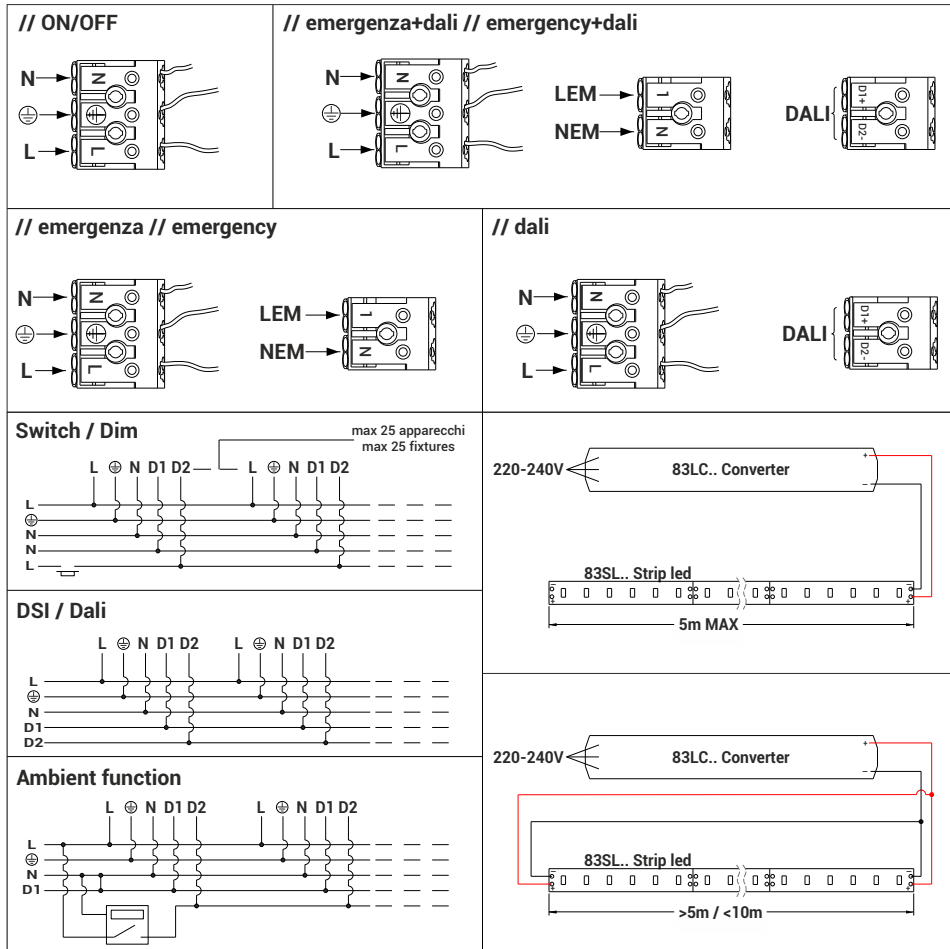 // ON/OFF
N
N
L
L
// emergenza+dali // emergency+dali
N
N
L
L
LEM
1
NEM
N
DALI
D1+
D2-
// emergenza // emergency
N
N
L
L
LEM
1
NEM
N
// dali
N
N
L
L
DALI
D1+
D2-
Switch / Dim
max 25 apparecchi
max 25 fixtures
L N D1 D2 L N D1 D2
L
N
N
L
DSI / Dali
L N D1 D2 L N D1 D2
L
N
D1
D2
Ambient function
L N D1 D2 L N D1 D2
L
N
D1
220-240V 83LC.. Converter
+
−
83SL.. Strip led
−
+
−
+
5m MAX
220-240V 83LC.. Converter
+
−
83SL.. Strip led
−
+
−
+
>5m / <10m